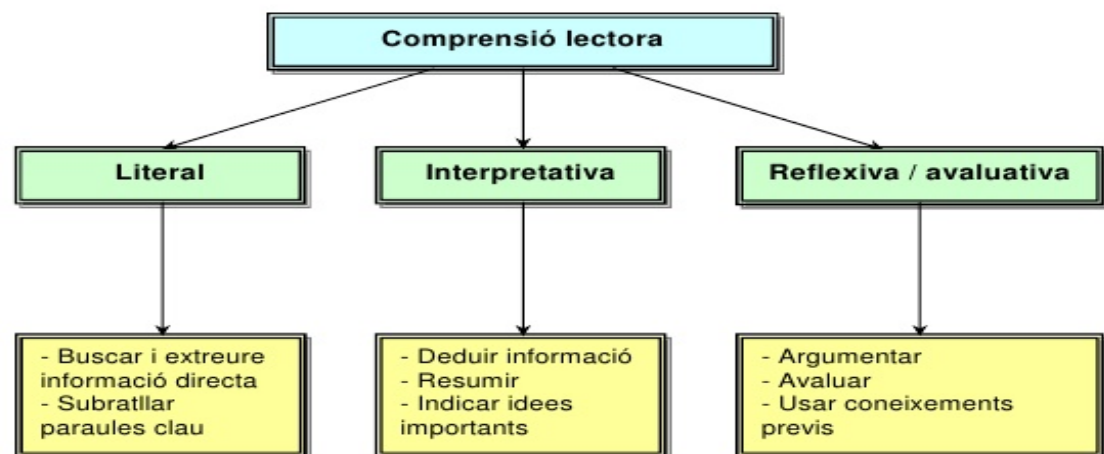 Comprensió lectora
Literal
Interpretativa
Reflexiva / avaluativa
- Buscar i extreure
informació directa
- Subratllar
paraules clau
- Deduir informació
- Resumir
- Indicar idees
importants
- Argumentar
- Avaluar
- Usar coneixements
previs